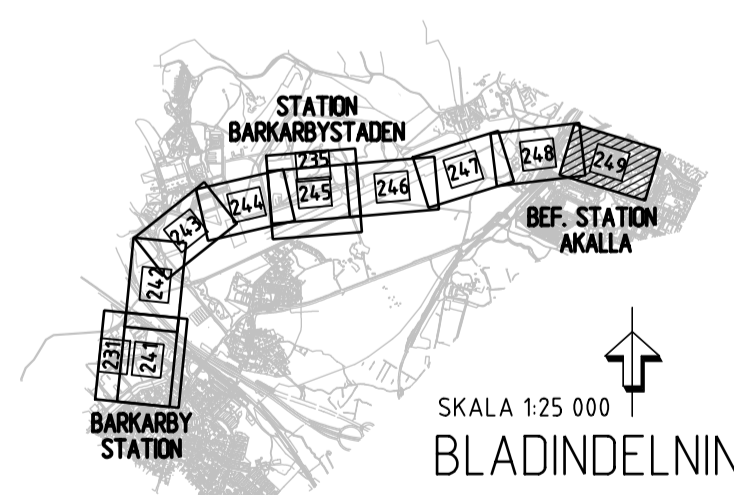 STATION
BARKARBYSTADEN
235
249
248
247
246
245
244
243
242
BEF. STATION
AKALLA
231
241
SKALA 1:25 000
BARKARBY
STATION
BLADINDELNIN